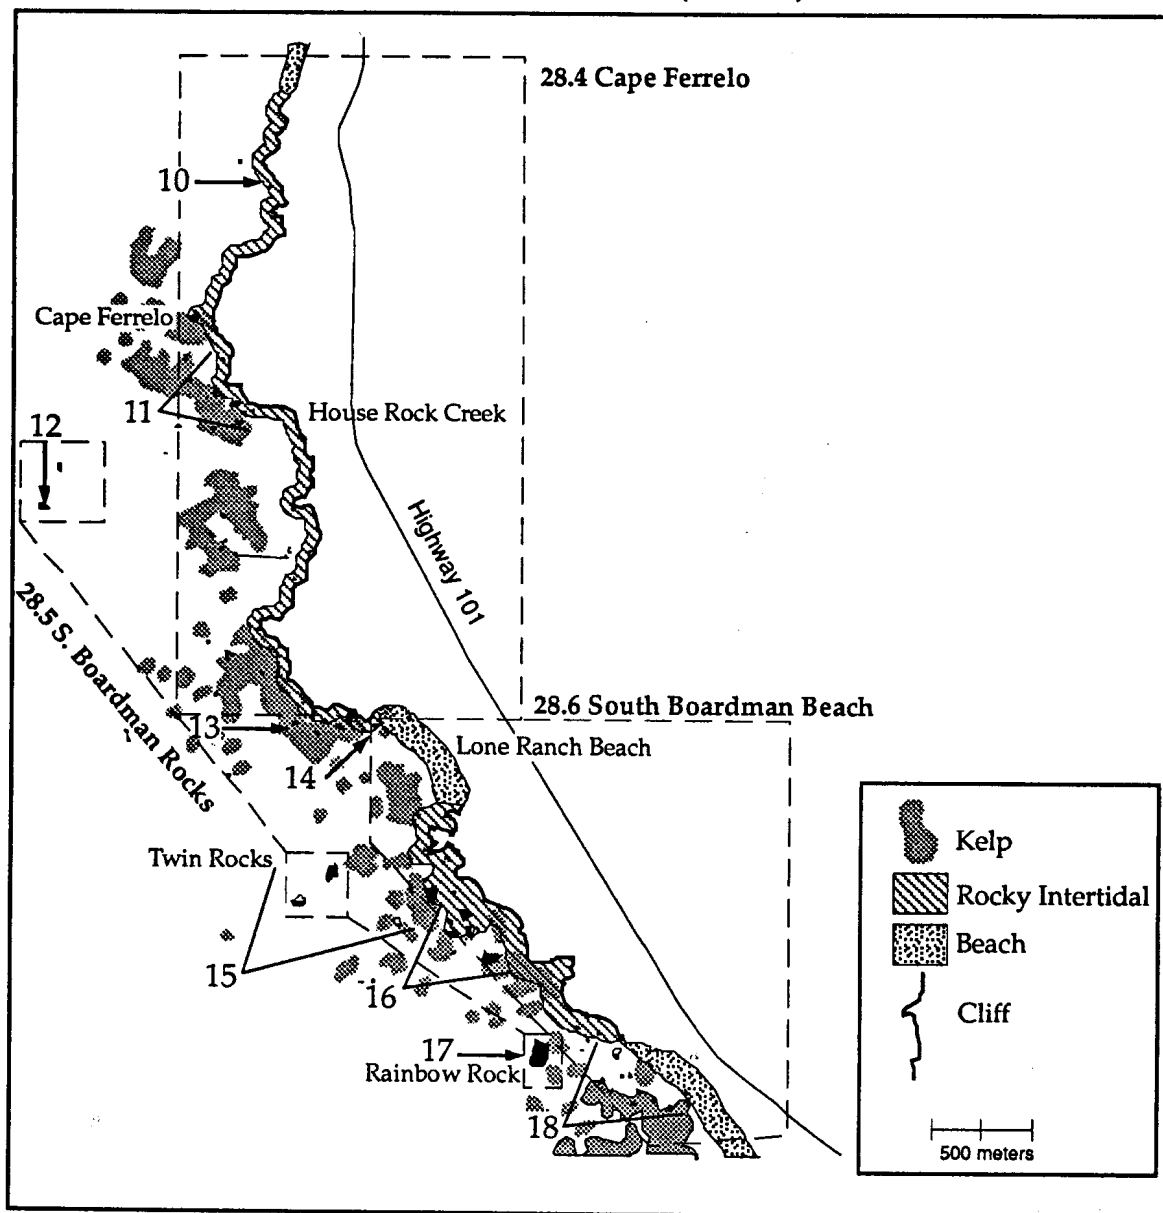 28.4 Cape Ferrelo
10
Cape Ferrelo
11
House Rock Creek
12
Highway 101
28.5 S. Boardman Rocks
28.6 South Boardman Beach
13
Lone Ranch Beach
14
Twin Rocks
15
16
17
Rainbow Rock
18
Kelp
Rocky Intertidal
Beach
Cliff
500 meters